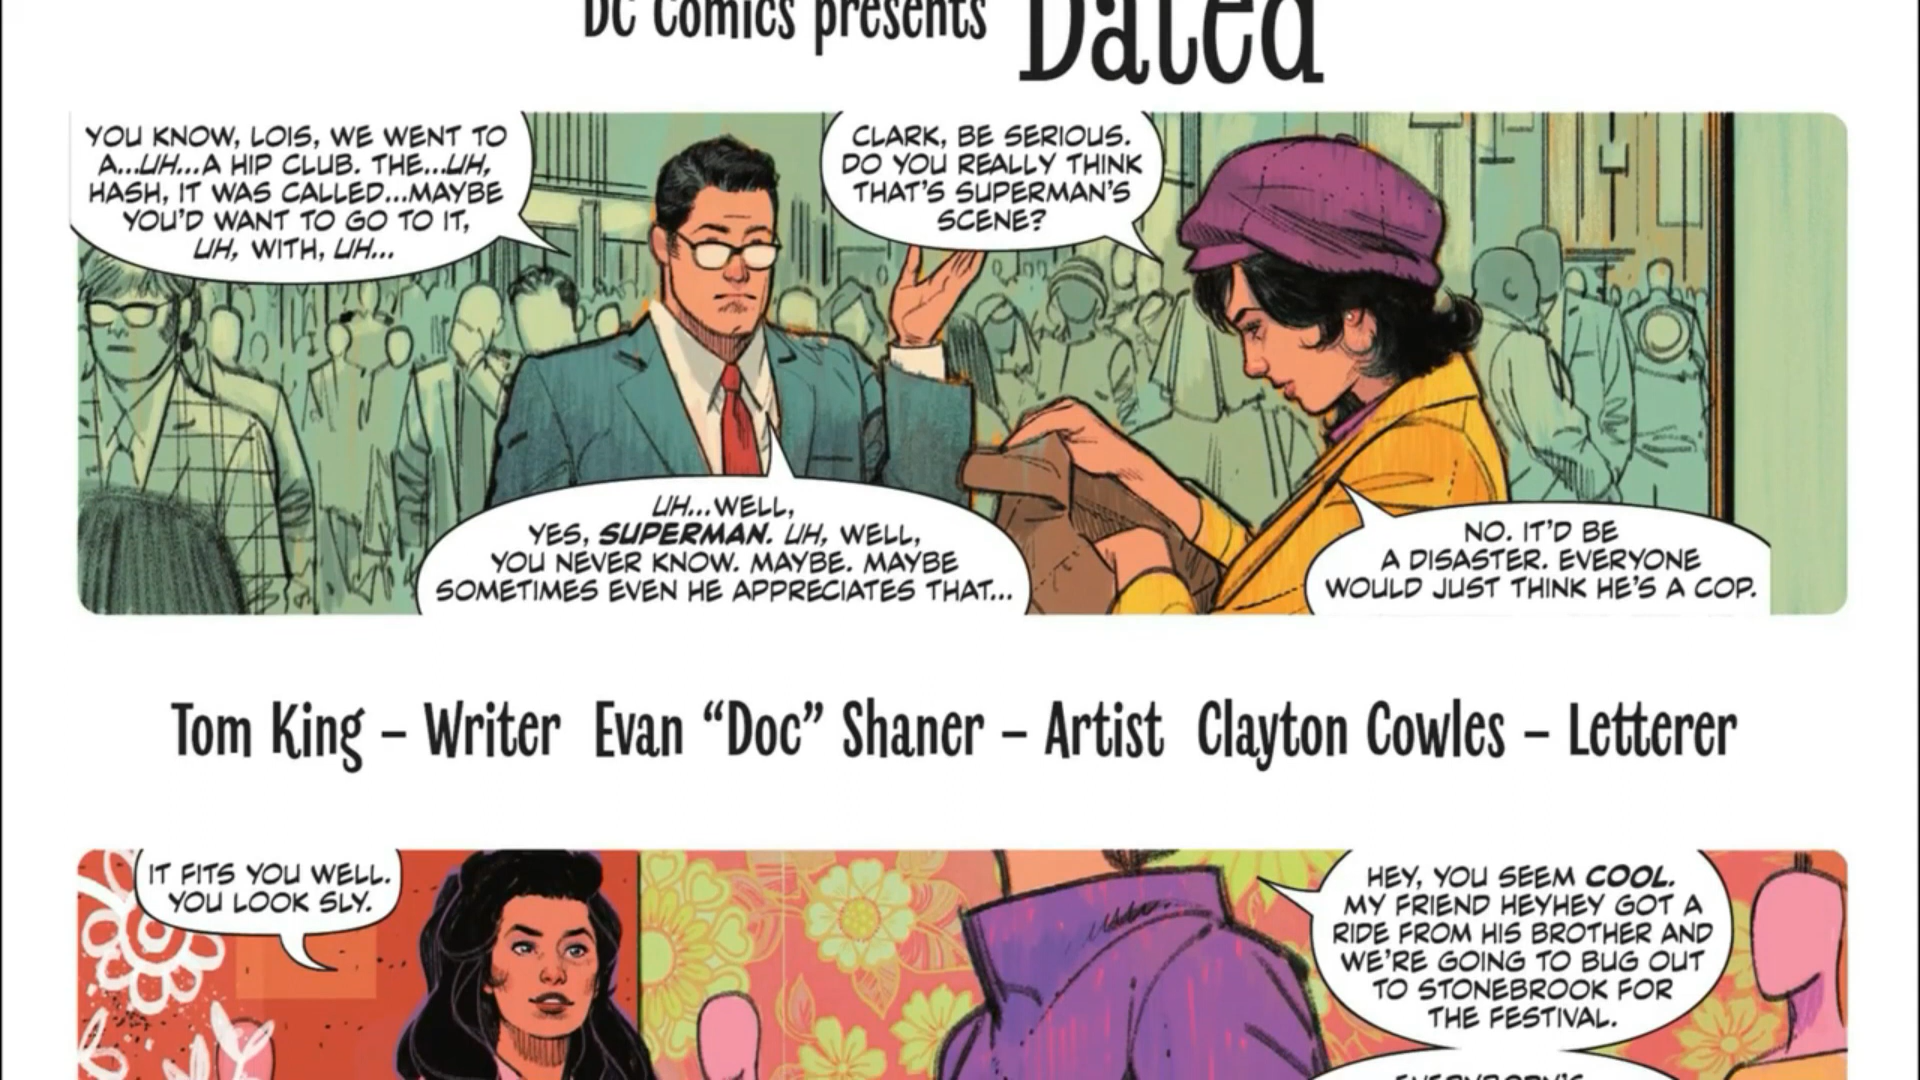 DC Comics presents Dated
YOU KNOW, LOIS, WE WENT TO
A...UH...A HIP CLUB. THE...UH,
HASH, IT WAS CALLED...MAYBE
YOU'D WANT TO GO TO IT,
UH, WITH, UH...
CLARK, BE SERIOUS.
DO YOU REALLY THINK
THAT'S SUPERMAN'S
SCENE?
UH...WELL,
YES, SUPERMAN. UH, WELL,
YOU NEVER KNOW. MAYBE. MAYBE
SOMETIMES EVEN HE APPRECIATES THAT...
NO. IT'D BE
A DISASTER. EVERYONE
WOULD JUST THINK HE'S A COP.
Tom King – Writer Evan “Doc” Shaner – Artist Clayton Cowles – Letterer
IT FITS YOU WELL.
YOU LOOK SLY.
HEY, YOU SEEM COOL.
MY FRIEND HEYHEY GOT A
RIDE FROM HIS BROTHER AND
WE'RE GOING TO BUG OUT
TO STONEBROOK FOR
THE FESTIVAL.
EVERYBODY'S